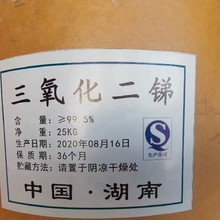 三氧化二锑
含量：≥99.5%
净重：25KG
生产日期：2020年08月16日
保质期：36个月
贮藏方法：请置于阴凉干燥处
中国·湖南